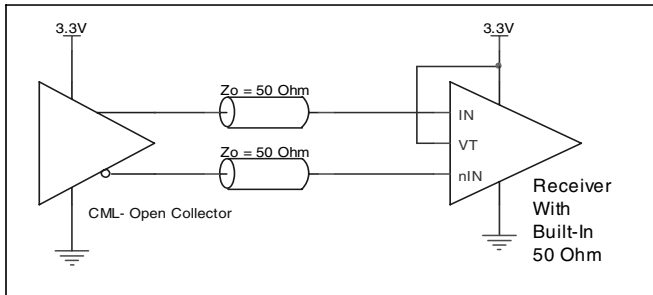 3.3V
3.3V
Zo = 50 Ohm
IN
VT
Zo = 50 Ohm
nIN
CML- Open Collector
Receiver
With
Built-In
50 Ohm